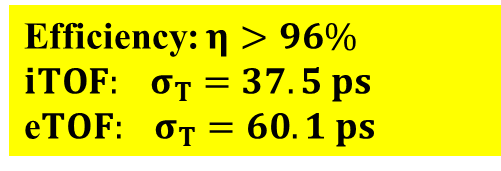 Efficiency: η > 96%
iTOF: σT = 37.5 ps
eTOF: σT = 60.1 ps